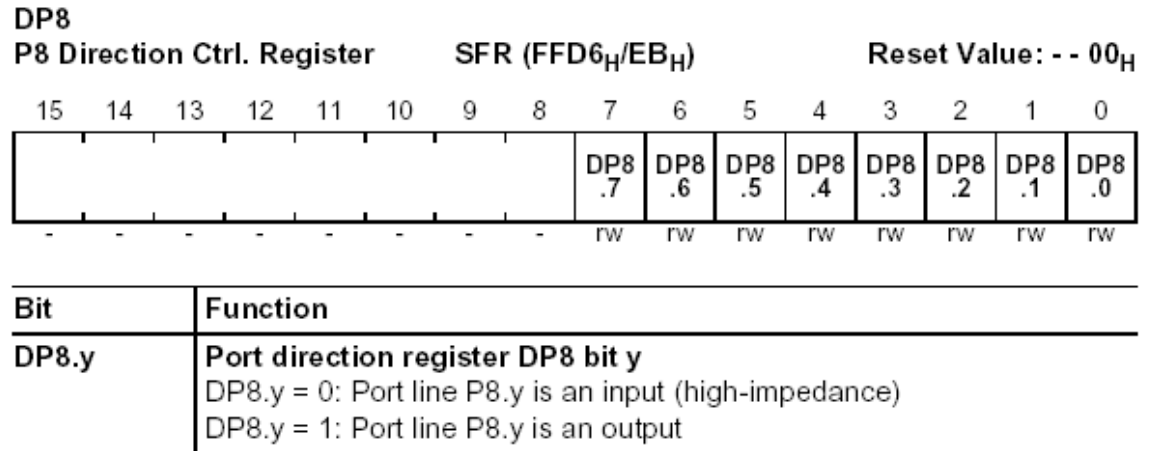 DP8
P8 Direction Ctrl. Register SFR (FFD6H/EBH) Reset Value: - - 00H
15 14 13 12 11 10 9 8 7 6 5 4 3 2 1 0
DP8 DP8 DP8 DP8 DP8 DP8 DP8 DP8
.7 .6 .5 .4 .3 .2 .1 .0
- - - - - - - - rw rw rw rw rw rw rw rw
Bit Function
DP8.y Port direction register DP8 bit y
DP8.y = 0: Port line P8.y is an input (high-impedance)
DP8.y = 1: Port line P8.y is an output